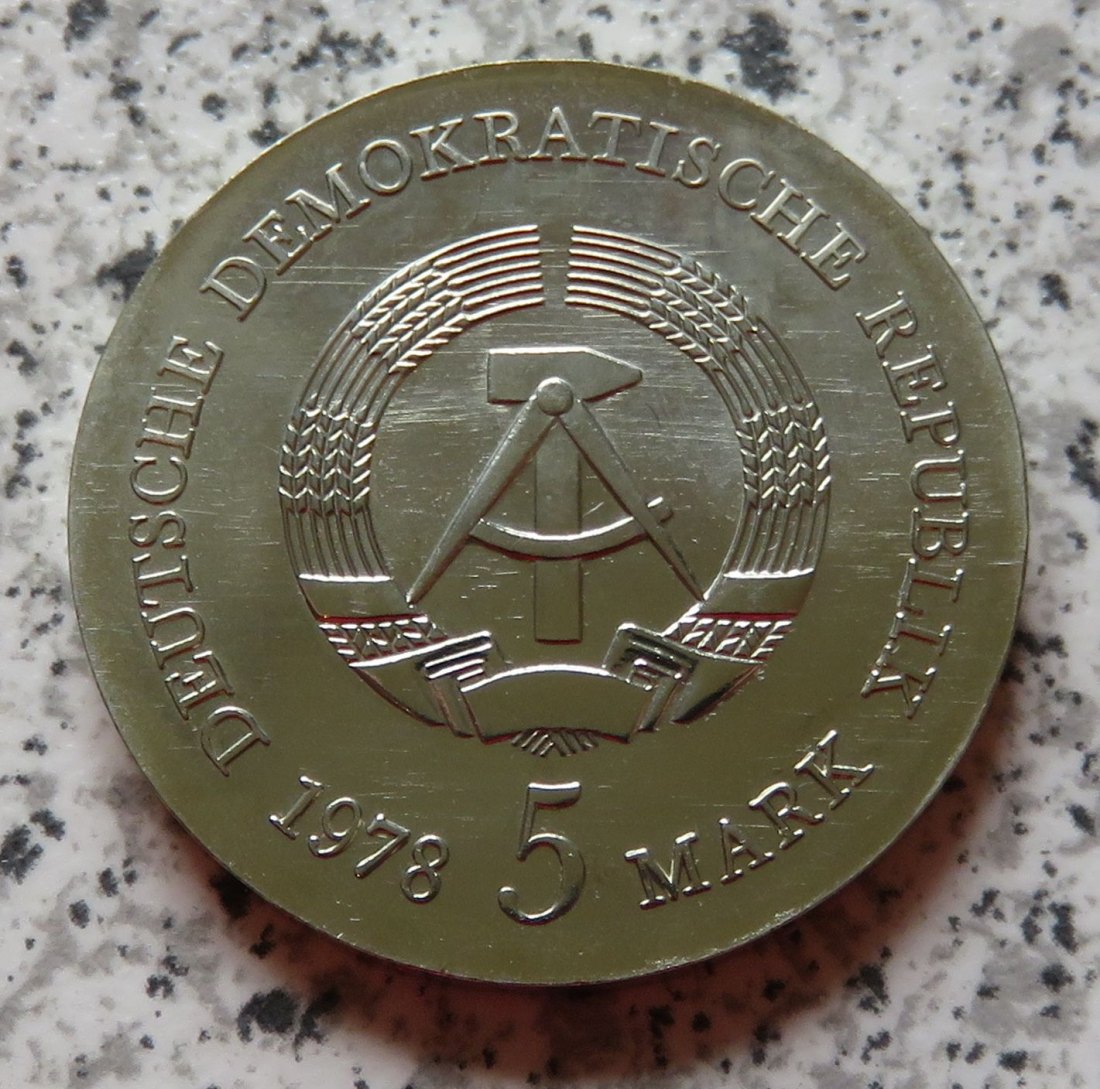 DEUTSCHE DEMOKRATISCHE REPUBLIK
1978 5 MARK